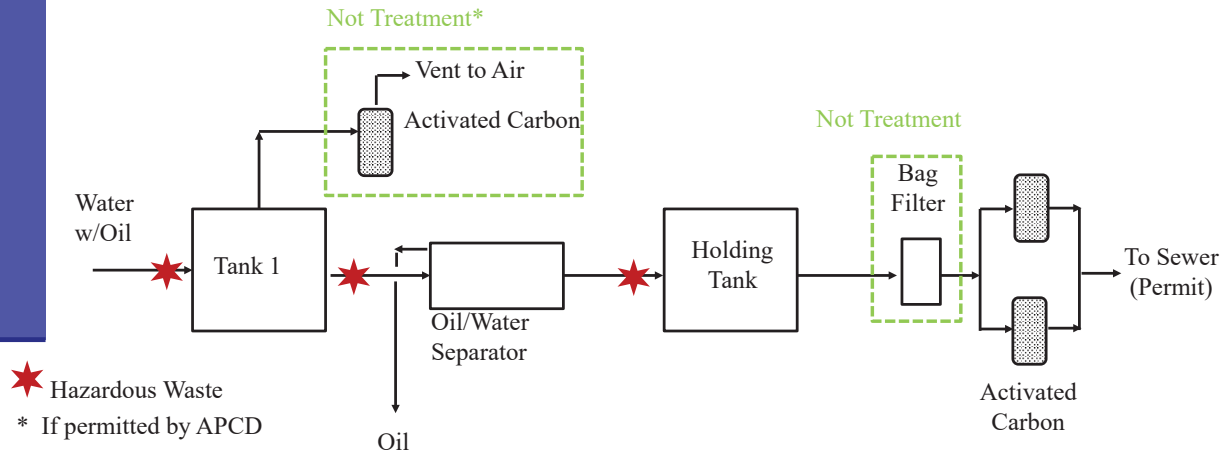 Not Treatment*
Vent to Air
Activated Carbon
Not Treatment
Bag
Filter
Water
w/Oil
Tank 1
Holding
Tank
To Sewer
(Permit)
Oil/Water
Separator
Hazardous Waste
* If permitted by APCD
Oil
Activated
Carbon